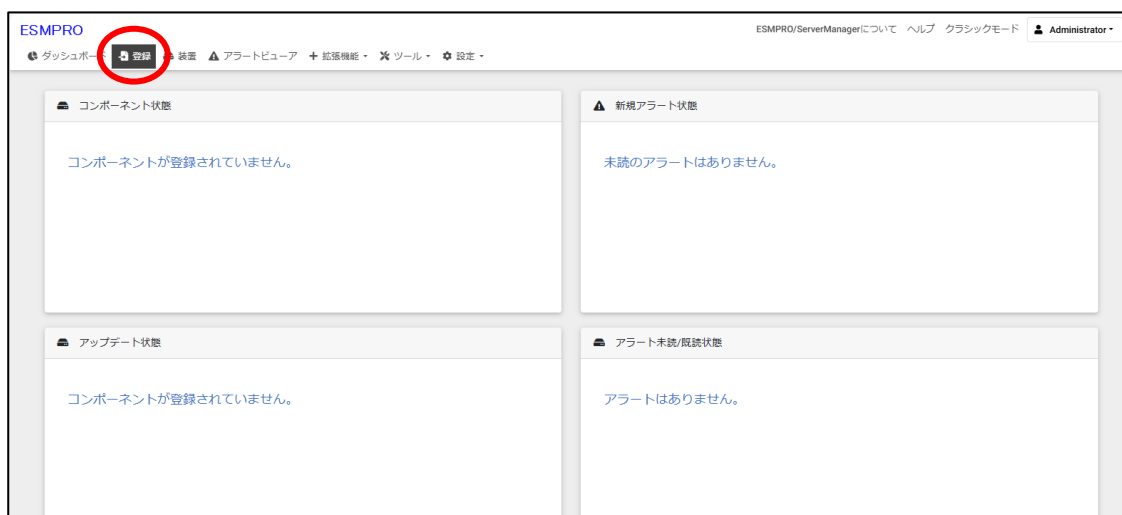 ESMPRO
ESMPRO/ServerManagerについて ヘルプ クラシックモード Administrator
ダッシュボード 登録 装置 アラートビューア 拡張機能 ツール 設定
コンポーネント状態
新規アラート状態
コンポーネントが登録されていません。
未読のアラートはありません。
アップデート状態
アラート未読/既読状態
コンポーネントが登録されていません。
アラートはありません。